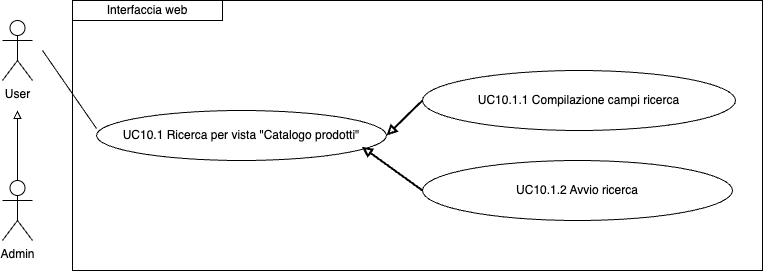 Interfaccia web
User
UC10.1.1 Compilazione campi ricerca
UC10.1 Ricerca per vista "Catalogo prodotti"
UC10.1.2 Avvio ricerca
Admin